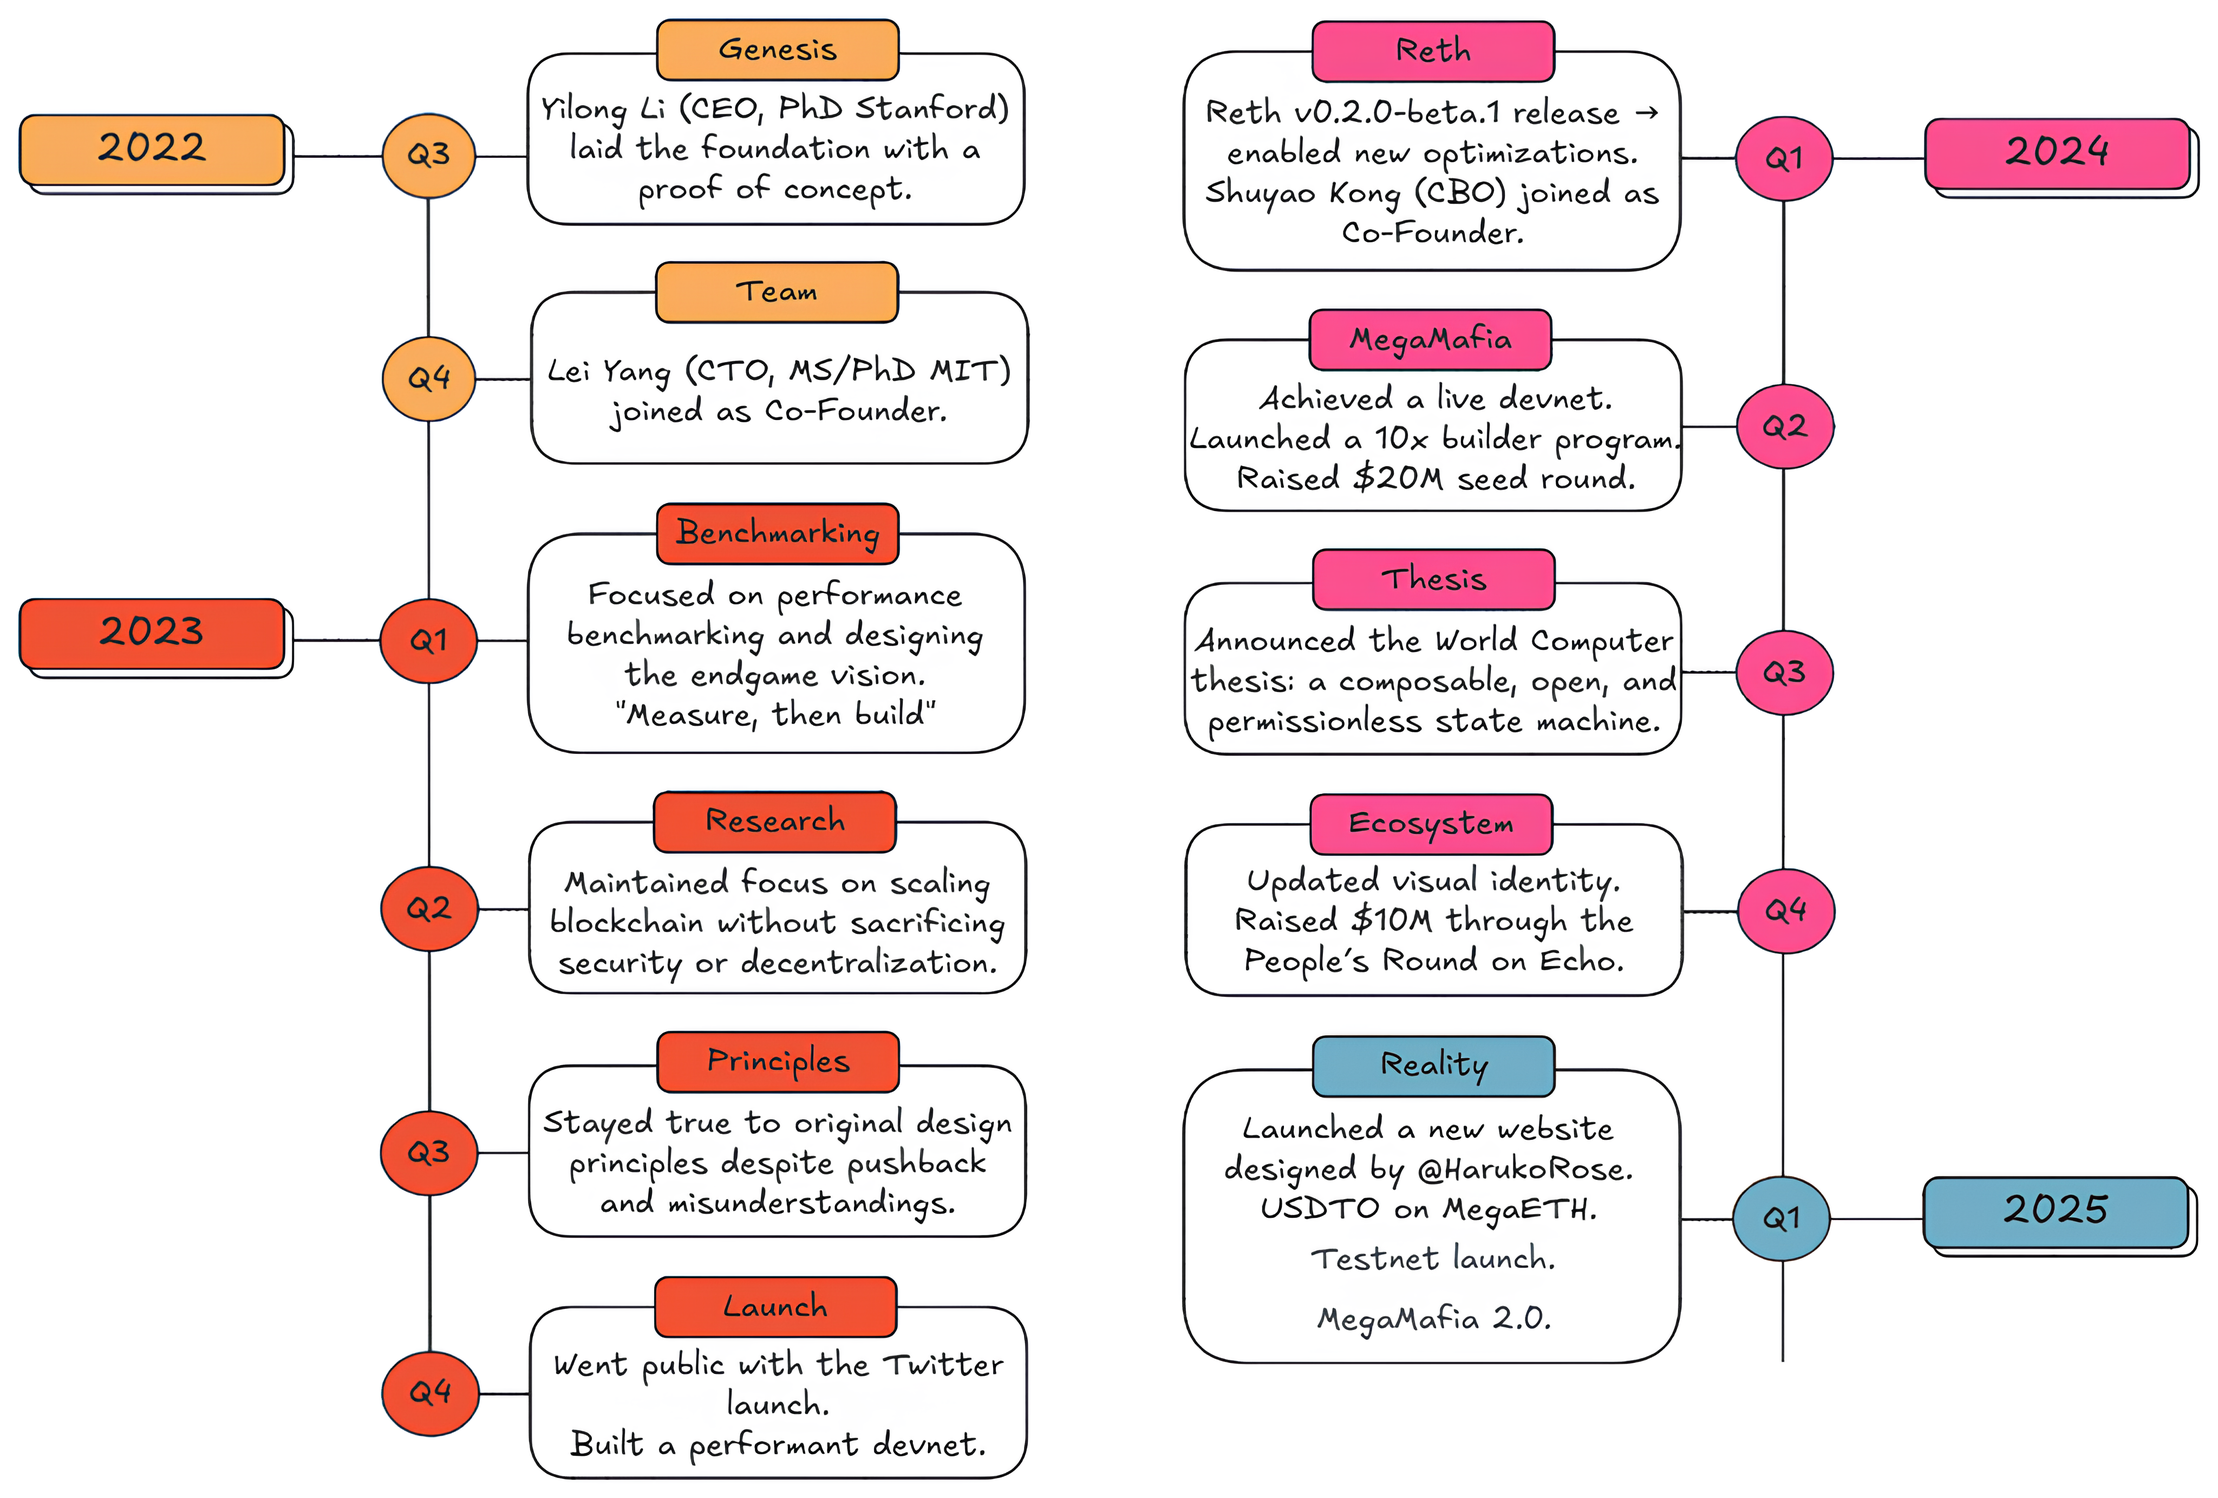 2022
Q3
Genesis
Yilong Li (CEO, PhD Stanford)
laid the foundation with a
proof of concept.
Q4
Team
Lei Yang (CTO, MS/PhD MIT)
joined as Co-Founder.
2023
Q1
Benchmarking
Focused on performance
benchmarking and designing
the endgame vision.
"Measure, then build"
Q2
Research
Maintained focus on scaling
blockchain without sacrificing
security or decentralization.
Q3
Principles
Stayed true to original design
principles despite pushback
and misunderstandings.
Q4
Launch
Went public with the Twitter
launch.
Built a performant devnet.
2024
Q1
Reth
Reth v0.2.0-beta.1 release →
enabled new optimizations.
Shuyao Kong (CBO) joined as
Co-Founder.
Q2
MegaMafia
Achieved a live devnet.
Launched a 10x builder program.
Raised $20M seed round.
Q3
Thesis
Announced the World Computer
thesis: a composable, open, and
permissionless state machine.
Q4
Ecosystem
Updated visual identity.
Raised $10M through the
People's Round on Echo.
2025
Q1
Reality
Launched a new website
designed by @HarukoRose.
USDTO on MegaETH.
Testnet launch.
MegaMafia 2.0.